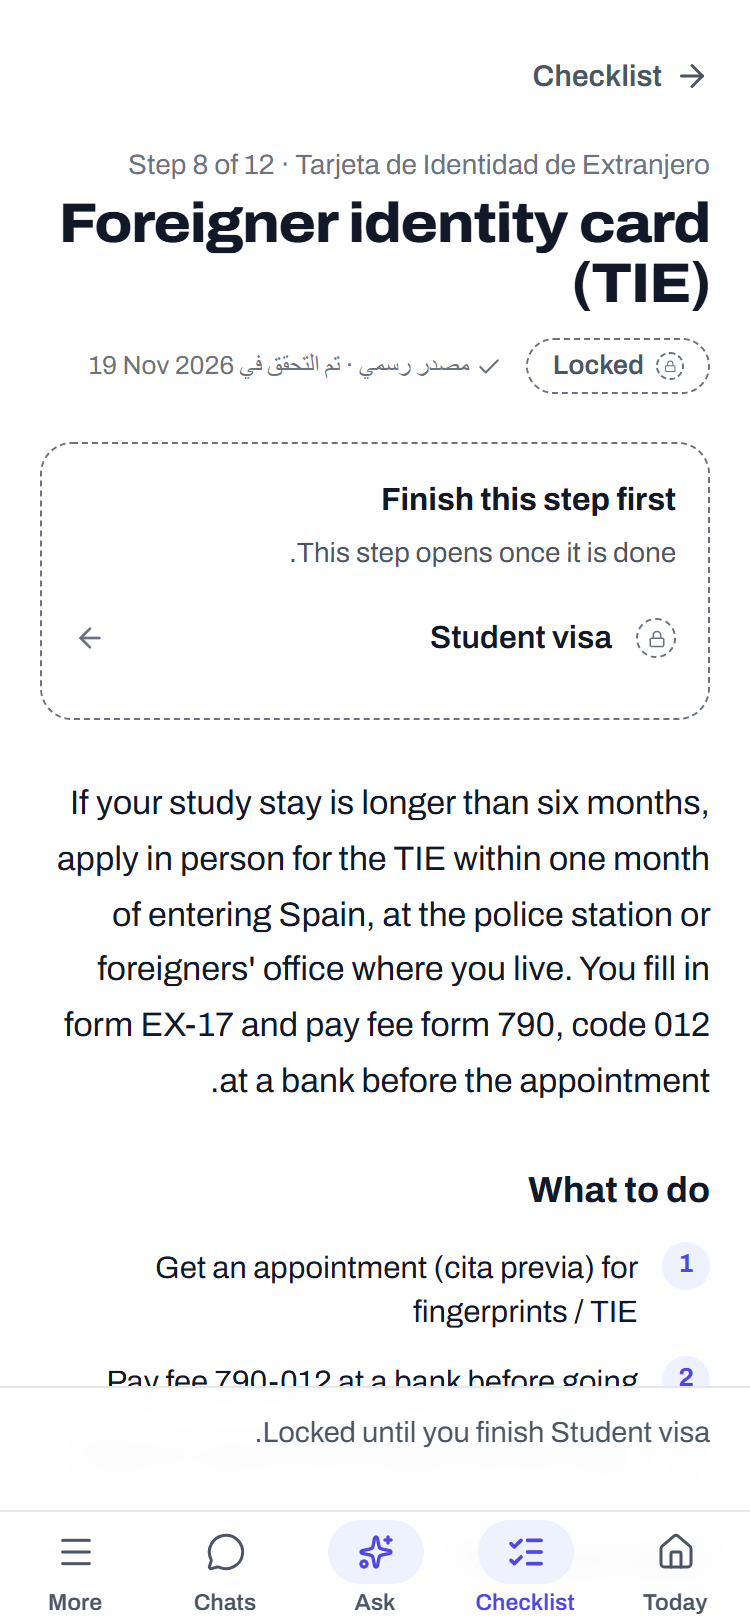 Checklist
Step 8 of 12 · Tarjeta de Identidad de Extranjero
Foreigner identity card
(TIE)
Locked
مصدر رسمي · تم التحقق في 19 Nov 2026
Finish this step first
.This step opens once it is done
Student visa
If your study stay is longer than six months,
apply in person for the TIE within one month
of entering Spain, at the police station or
foreigners' office where you live. You fill in
form EX-17 and pay fee form 790, code 012
.at a bank before the appointment
What to do
1 Get an appointment (cita previa) for
fingerprints / TIE
2 Pay fee 790-012 at a bank before going
.Locked until you finish Student visa
More Chats Ask Checklist Today